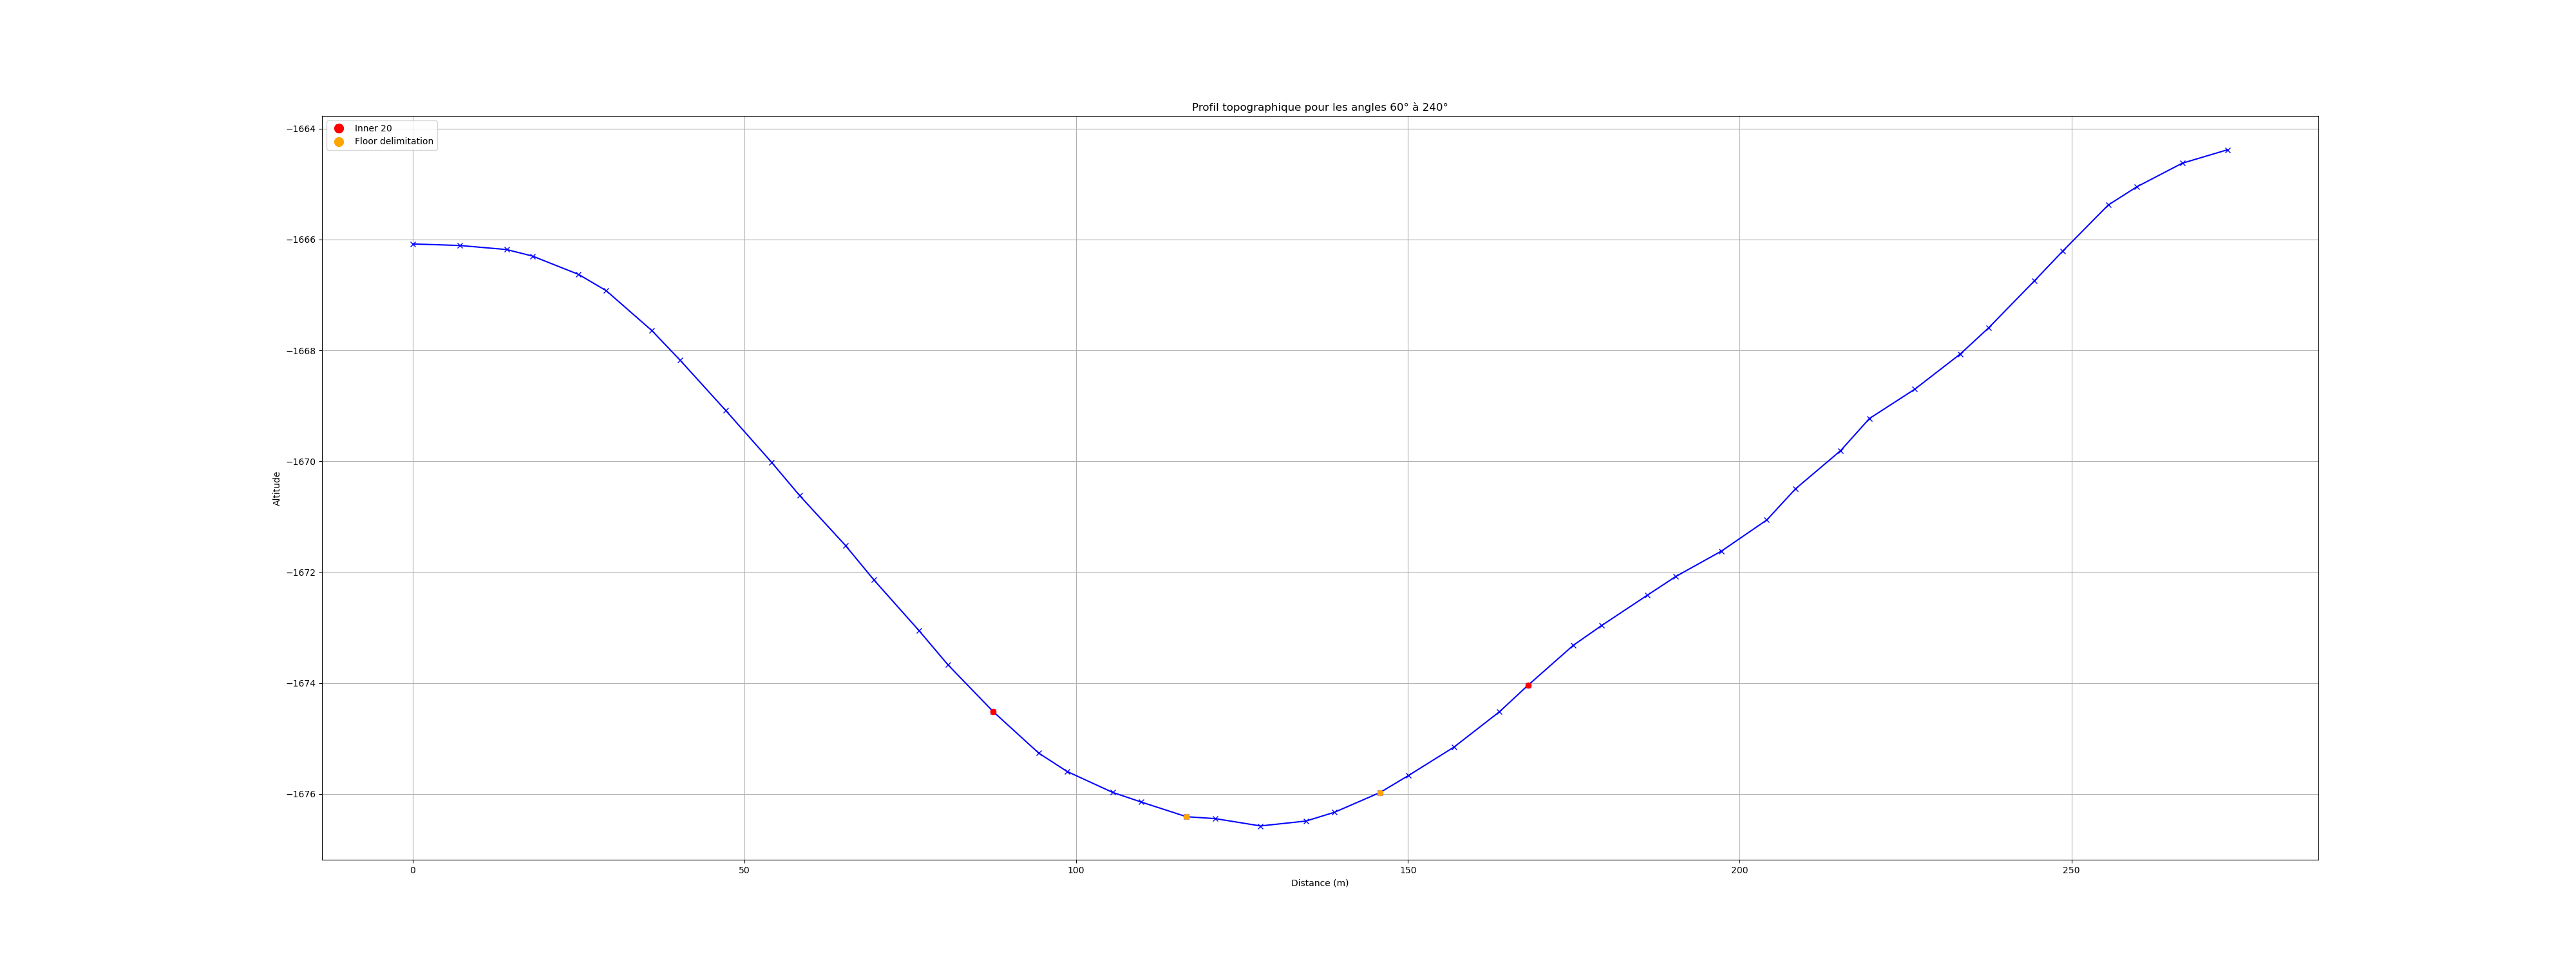 Profil topographique pour les angles 60° à 240°
Inner 20
Floor delimitation
−1664
−1666
−1668
−1670
−1672
−1674
−1676
Altitude
0 50 100 150 200 250
Distance (m)